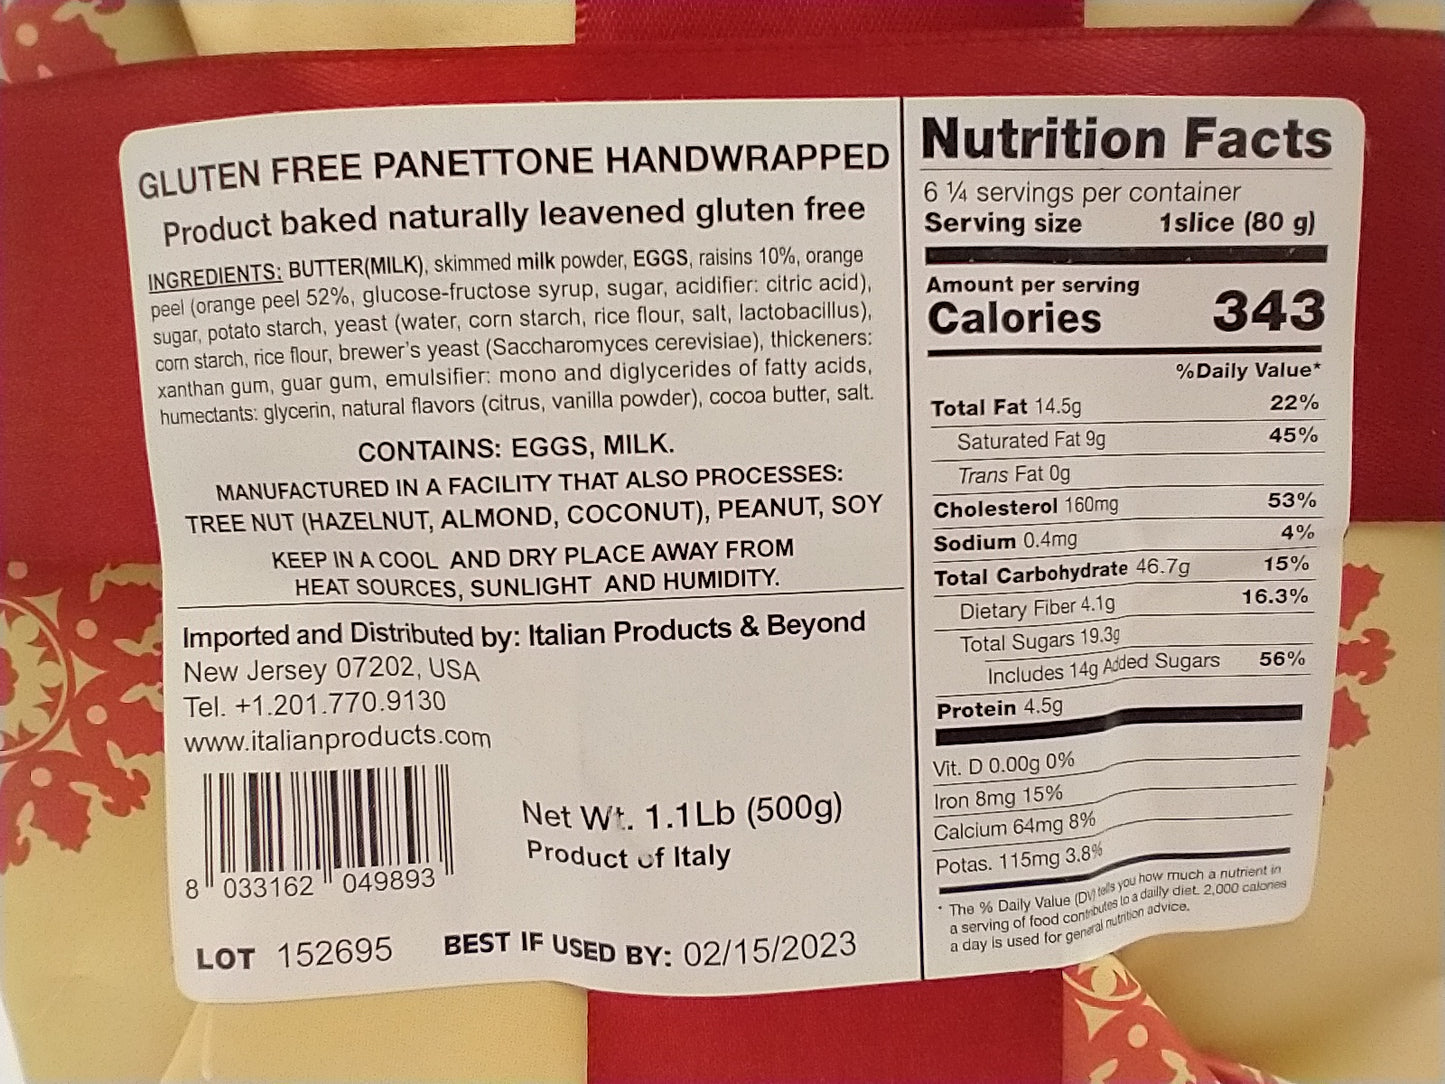 GLUTEN FREE PANETTONE HANDWRAPPED
Product baked naturally leavened gluten free
INGREDIENTS: BUTTER(MILK), skimmed milk powder, EGGS, raisins 10%, orange
peel (orange peel 52%, glucose-fructose syrup, sugar, acidifier: citric acid),
sugar, potato starch, yeast (water, corn starch, rice flour, salt, lactobacillus),
corn starch, rice flour, brewer's yeast (Saccharomyces cerevisiae), thickeners:
xanthan gum, guar gum, emulsifier: mono and diglycerides of fatty acids,
humectants: glycerin, natural flavors (citrus, vanilla powder), cocoa butter, salt.
CONTAINS: EGGS, MILK.
MANUFACTURED IN A FACILITY THAT ALSO PROCESSES:
TREE NUT (HAZELNUT, ALMOND, COCONUT), PEANUT, SOY
KEEP IN A COOL AND DRY PLACE AWAY FROM
HEAT SOURCES, SUNLIGHT AND HUMIDITY.
Imported and Distributed by: Italian Products & Beyond
New Jersey 07202, USA
Tel. +1.201.770.9130
www.italianproducts.com
8 033162 049893
Net Wt. 1.1Lb (500g)
Product of Italy
LOT 152695 BEST IF USED BY: 02/15/2023
Nutrition Facts
6 ¼ servings per container
Serving size 1slice (80 g)
Amount per serving
Calories 343
%Daily Value*
Total Fat 14.5g 22%
Saturated Fat 9g 45%
Trans Fat 0g
Cholesterol 160mg 53%
Sodium 0.4mg 4%
Total Carbohydrate 46.7g 15%
Dietary Fiber 4.1g 16.3%
Total Sugars 19.3g
Includes 14g Added Sugars 56%
Protein 4.5g
Vit. D 0.00g 0%
Iron 8mg 15%
Calcium 64mg 8%
Potas. 115mg 3.8%
* The % Daily Value (DV) tells you how much a nutrient in
a serving of food contributes to a dailly diet. 2,000 calories
a day is used for general nutrition advice.